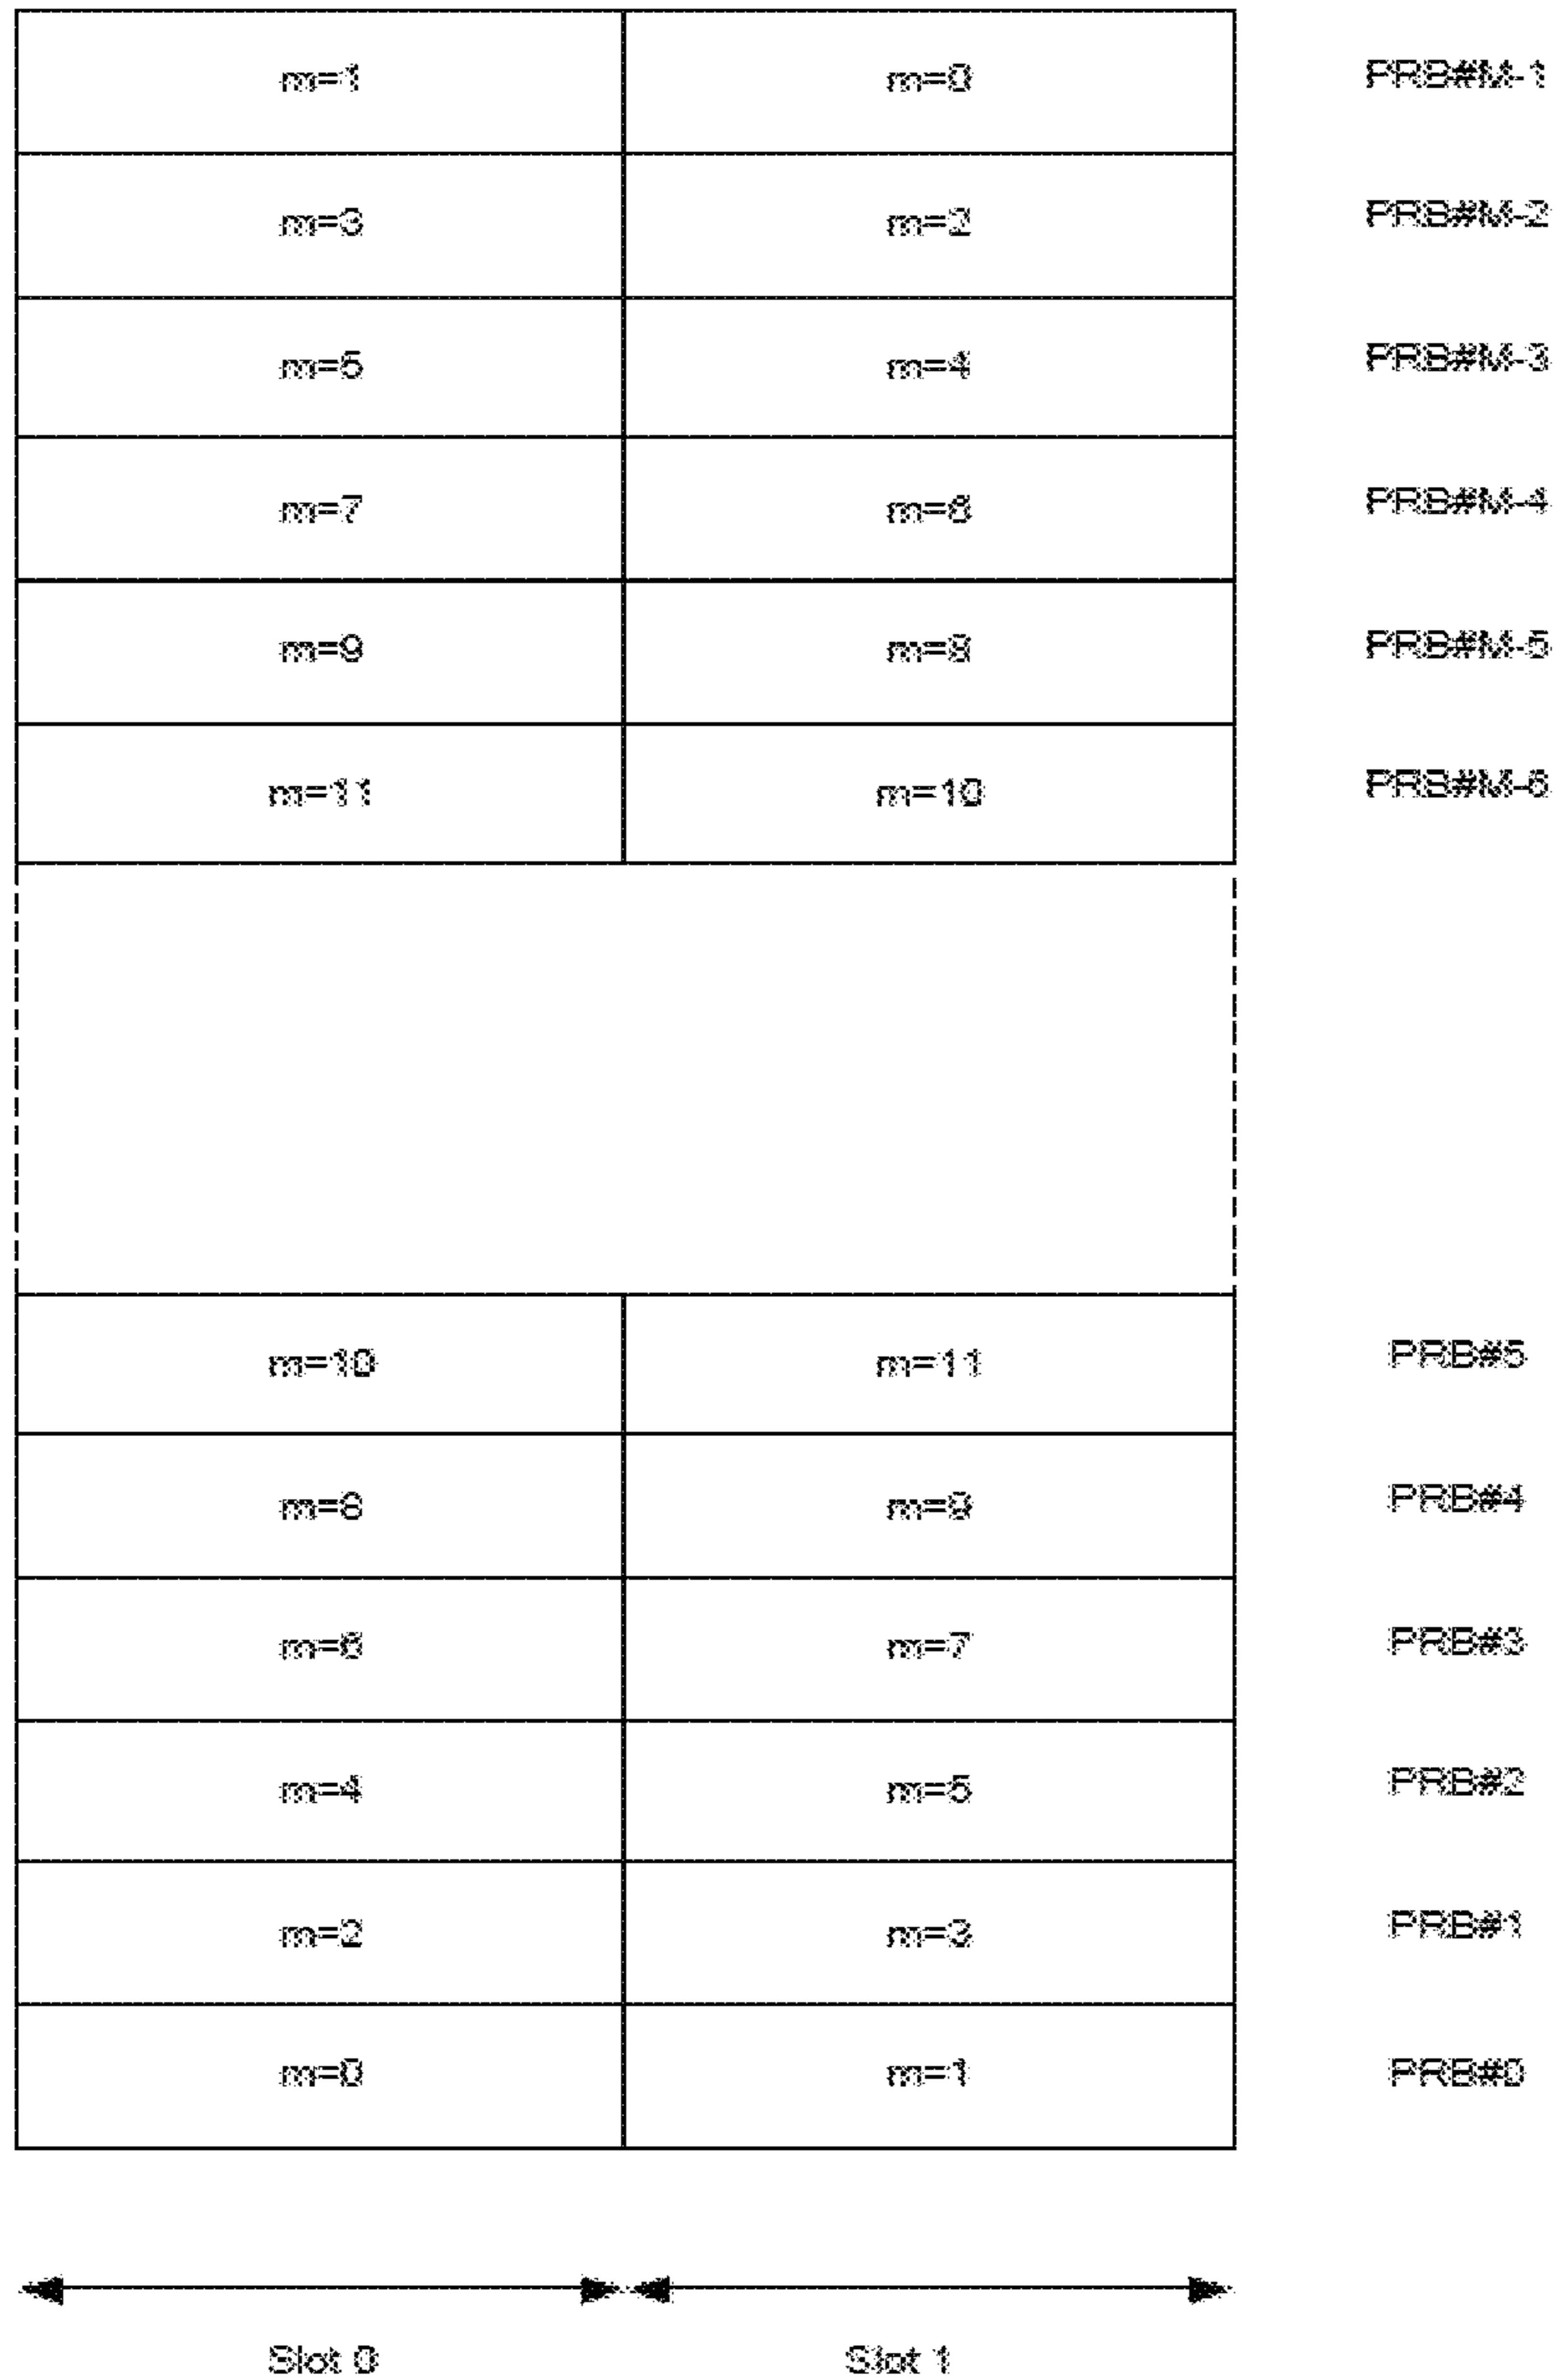 m=1 m=0 PRB#M-1
m=3 m=2 PRB#M-2
m=5 m=4 PRB#M-3
m=7 m=6 PRB#M-4
m=9 m=8 PRB#M-5
m=11 m=10 PRB#M-6
m=10 m=11 PRB#5
m=8 m=9 PRB#4
m=6 m=7 PRB#3
m=4 m=5 PRB#2
m=2 m=3 PRB#1
m=0 m=1 PRB#0
Slot 0 Slot 1